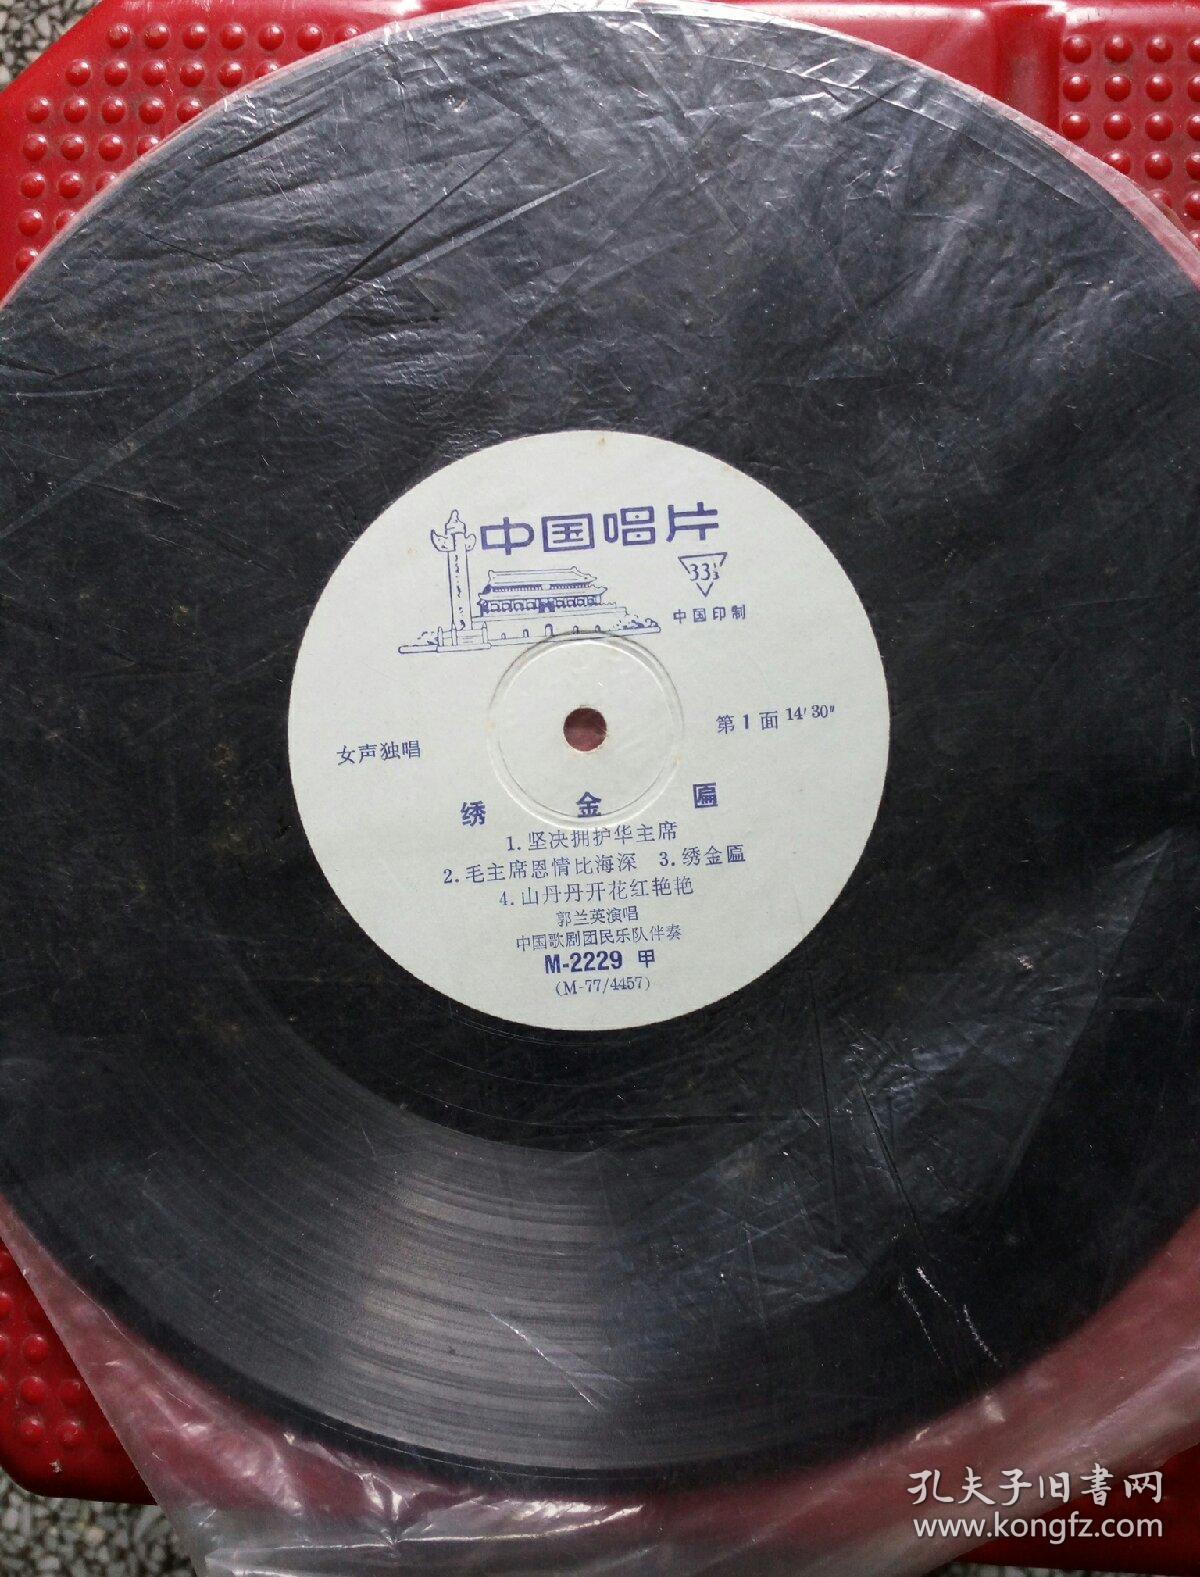 中国唱片
33⅓
中国印制
女声独唱
第1面 14′30″
绣金匾
1.坚决拥护华主席
2.毛主席恩情比海深 3.绣金匾
4.山丹丹开花红艳艳
郭兰英演唱
中国歌剧团民乐队伴奏
M-2229 甲
(M-77/4457)
孔夫子旧书网
www.kongfz.com